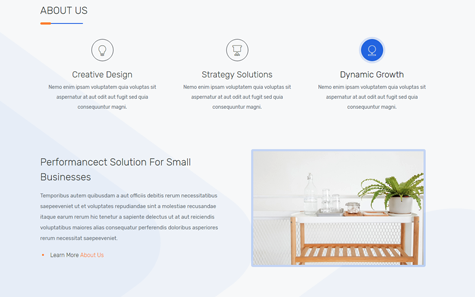 ABOUT US
Creative Design
Strategy Solutions
Dynamic Growth
Nemo enim ipsam voluptatem quia voluptas sit
aspernatur at aut odit aut fugit sed quia
consequuntur magni.
Nemo enim ipsam voluptatem quia voluptas sit
aspernatur at aut odit aut fugit sed quia
consequuntur magni.
Nemo enim ipsam voluptatem quia voluptas sit
aspernatur at aut odit aut fugit sed quia
consequuntur magni.
Performancect Solution For Small
Businesses
Temporibus autem quibusdam a aut officiis debitis rerum necessitatibus
saepeeveniet ut et voluptates repudiandae sint a molestiae recusandae
itaque earum rerum hic tenetur a sapiente delectus ut at aut reiciendis
voluptatibus maiores alias consequatur perferendis doloribus asperiores
rerum necessitat saepeeveniet.
Learn More About Us